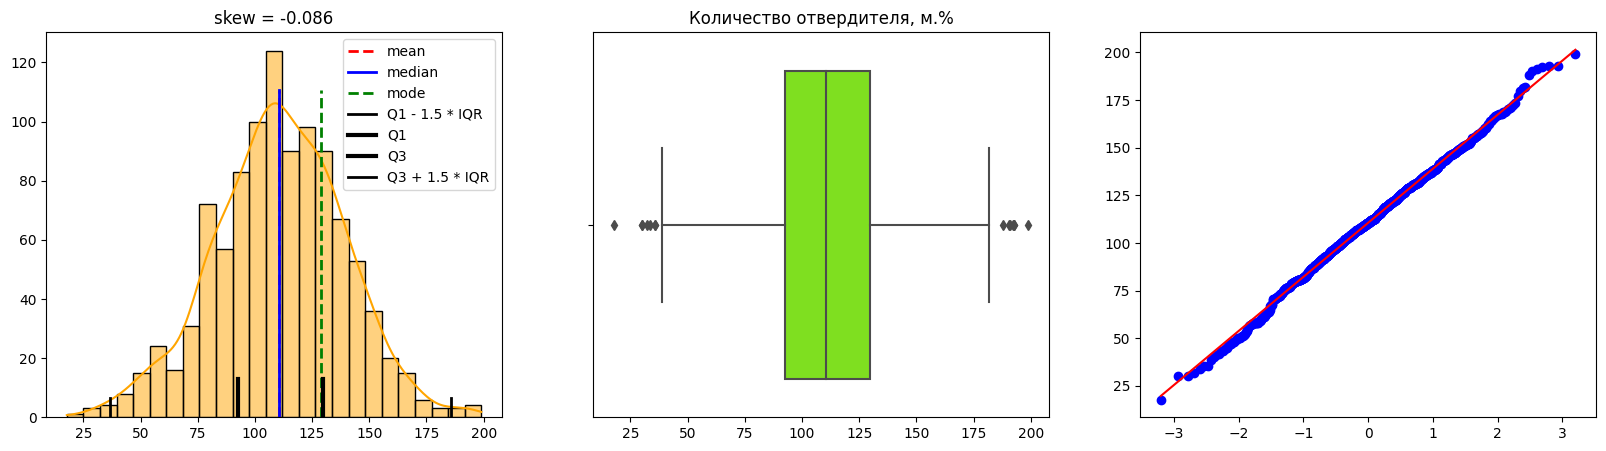 skew = -0.086
mean
median
mode
Q1 - 1.5 * IQR
Q1
Q3
Q3 + 1.5 * IQR
120
100
80
60
40
20
0
25 50 75 100 125 150 175 200
Количество отвердителя, м.%
25 50 75 100 125 150 175 200
200
175
150
125
100
75
50
25
−3 −2 −1 0 1 2 3